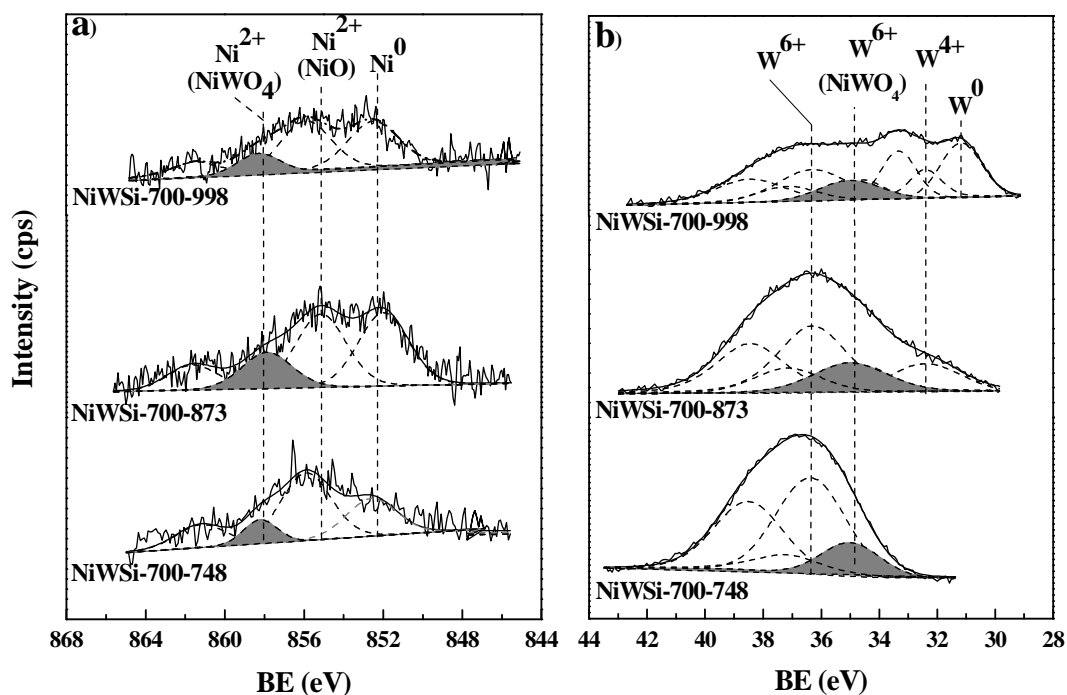 a)
Ni2+
(NiWO4)
Ni2+
(NiO)
Ni0
NiWSi-700-998
NiWSi-700-873
NiWSi-700-748
868 864 860 856 852 848 844
BE (eV)
Intensity (cps)
b)
W6+
W6+
(NiWO4)
W4+
W0
NiWSi-700-998
NiWSi-700-873
NiWSi-700-748
44 42 40 38 36 34 32 30 28
BE (eV)